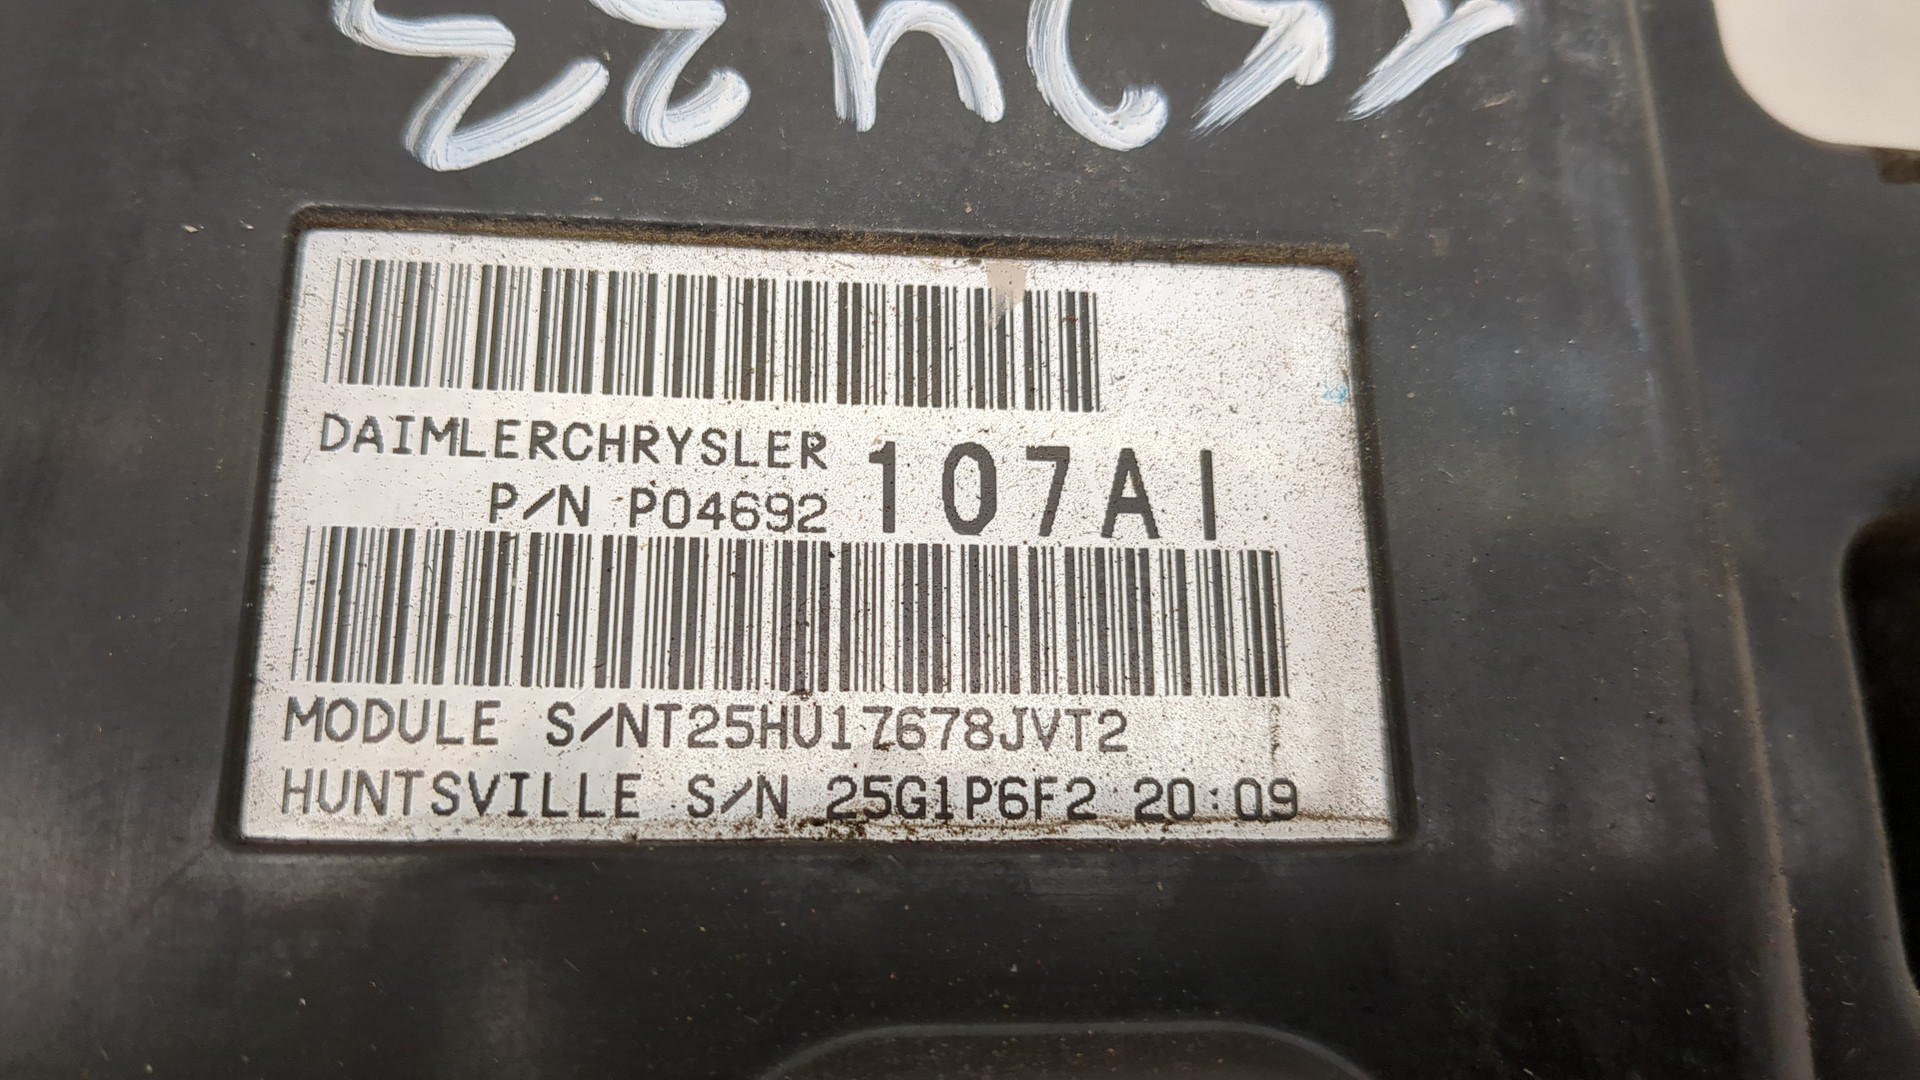 DAIMLERCHRYSLER
P/N P04692 107AI
MODULE S/NT25HU17678JVT2
HUNTSVILLE S/N 25G1P6F2 20:09